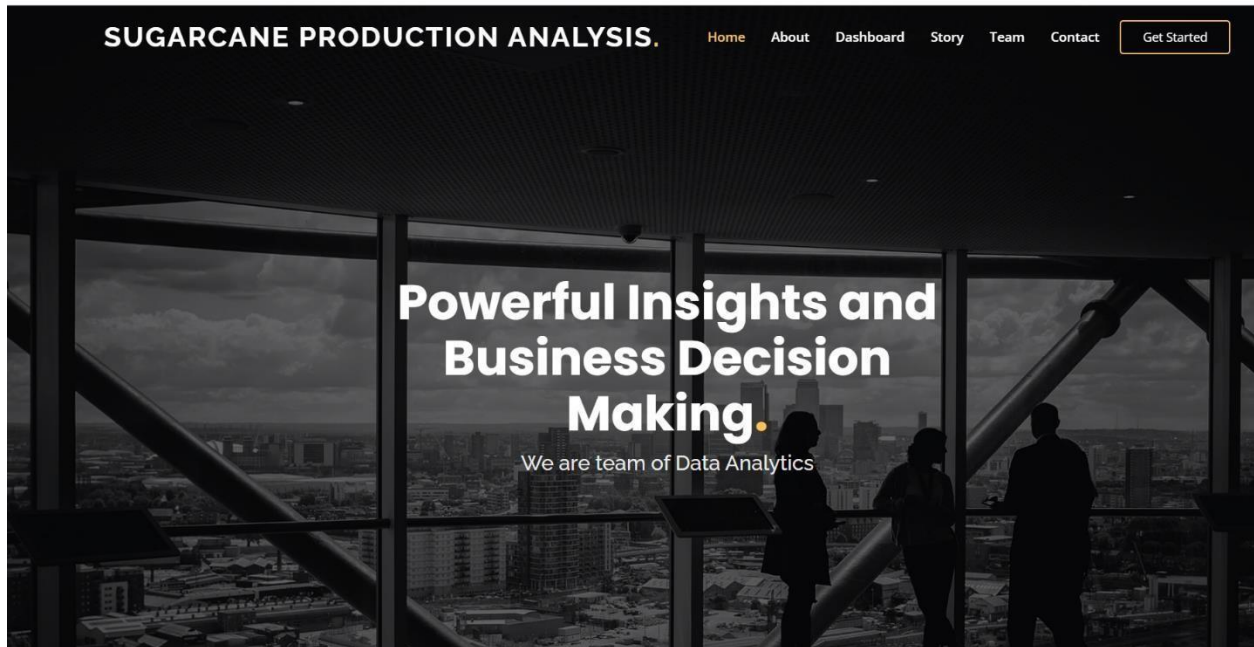 SUGARCANE PRODUCTION ANALYSIS.
Home About Dashboard Story Team Contact Get Started
Powerful Insights and
Business Decision
Making.
We are team of Data Analytics